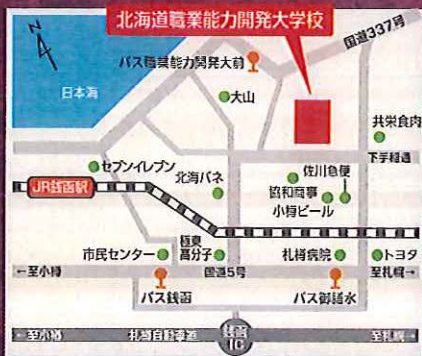 北海道職業能力開発大学校
国道337号
N
バス職業能力開発大前
日本海
大山
共栄食肉
下手稲通
セブンイレブン
佐川急便
JR銭函駅
北海バネ
協和商事
小樽ビール
市民センター
極東
高分子
札樽病院
トヨタ
←至小樽
国道5号
至札幌→
バス銭函
バス御膳水
←至小樽
札樽自動車道
銭函
IC
至札幌→